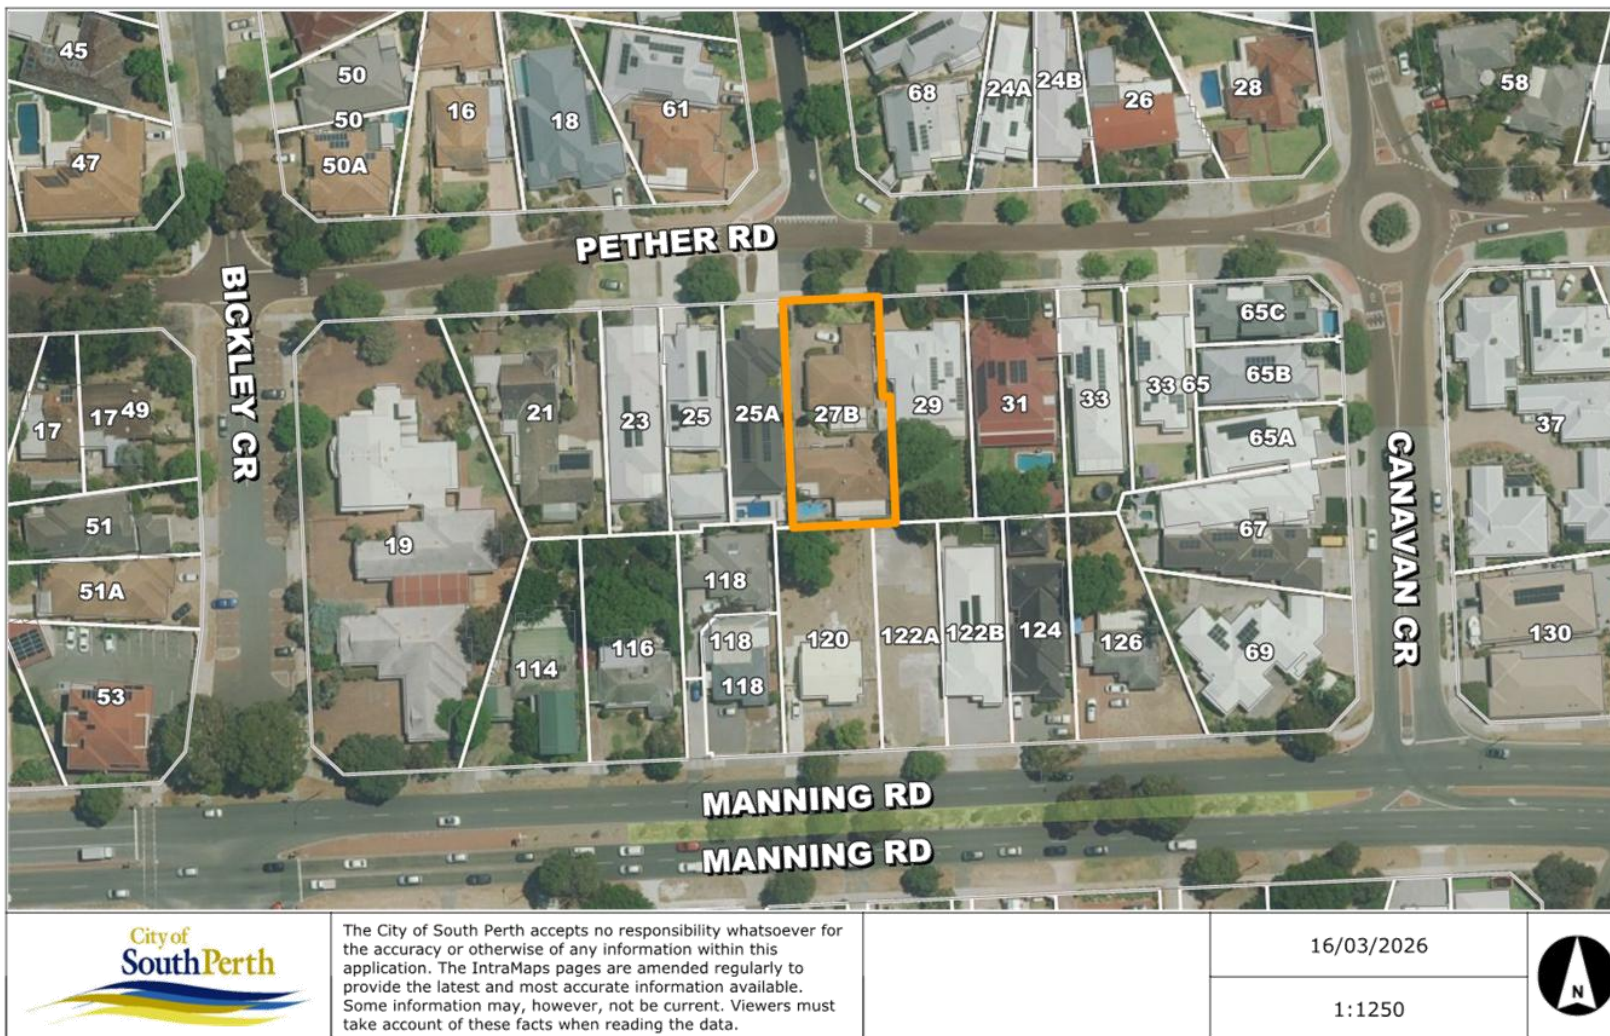 45
50
50
50A
47
16
18
61
68
24A
24B
26
28
58
PETHER RD
BICKLEY CR
17
17
49
51
51A
53
19
21
23
25
25A
27B
29
31
33
33
65
65C
65B
65A
67
69
37
130
CANAVAN CR
114
116
118
118
118
120
122A
122B
124
126
MANNING RD
MANNING RD
City of
SouthPerth
The City of South Perth accepts no responsibility whatsoever for
the accuracy or otherwise of any information within this
application. The IntraMaps pages are amended regularly to
provide the latest and most accurate information available.
Some information may, however, not be current. Viewers must
take account of these facts when reading the data.
16/03/2026
1:1250
N